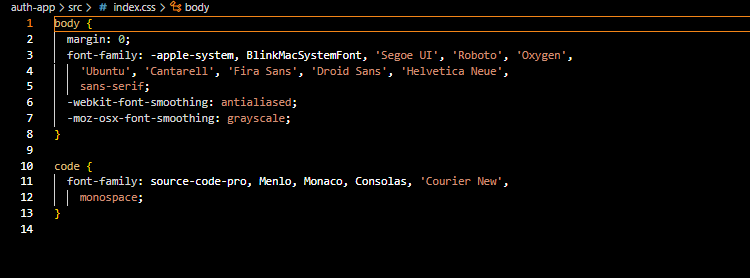 auth-app > src > # index.css > body
1 body {
2   margin: 0;
3   font-family: -apple-system, BlinkMacSystemFont, 'Segoe UI', 'Roboto', 'Oxygen',
4     'Ubuntu', 'Cantarell', 'Fira Sans', 'Droid Sans', 'Helvetica Neue',
5     sans-serif;
6   -webkit-font-smoothing: antialiased;
7   -moz-osx-font-smoothing: grayscale;
8 }
9
10 code {
11   font-family: source-code-pro, Menlo, Monaco, Consolas, 'Courier New',
12     monospace;
13 }
14